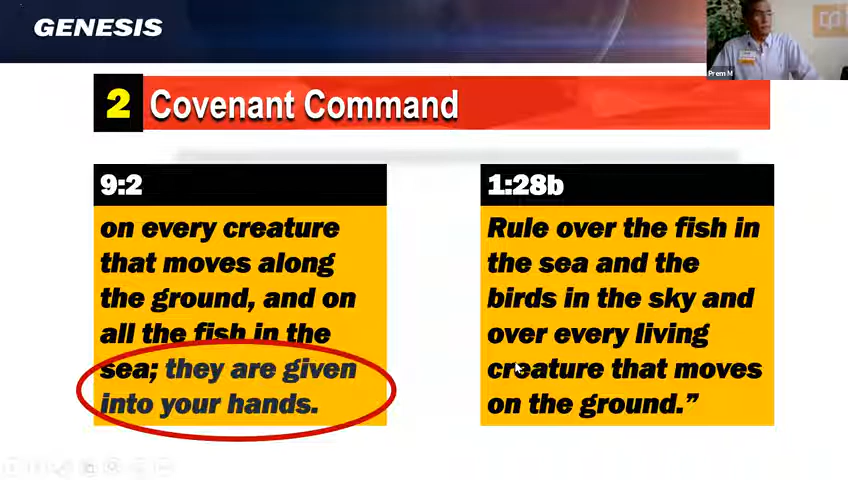 GENESIS
Prem M
2 Covenant Command
9:2
on every creature
that moves along
the ground, and on
all the fish in the
sea; they are given
into your hands.
1:28b
Rule over the fish in
the sea and the
birds in the sky and
over every living
creature that moves
on the ground.”